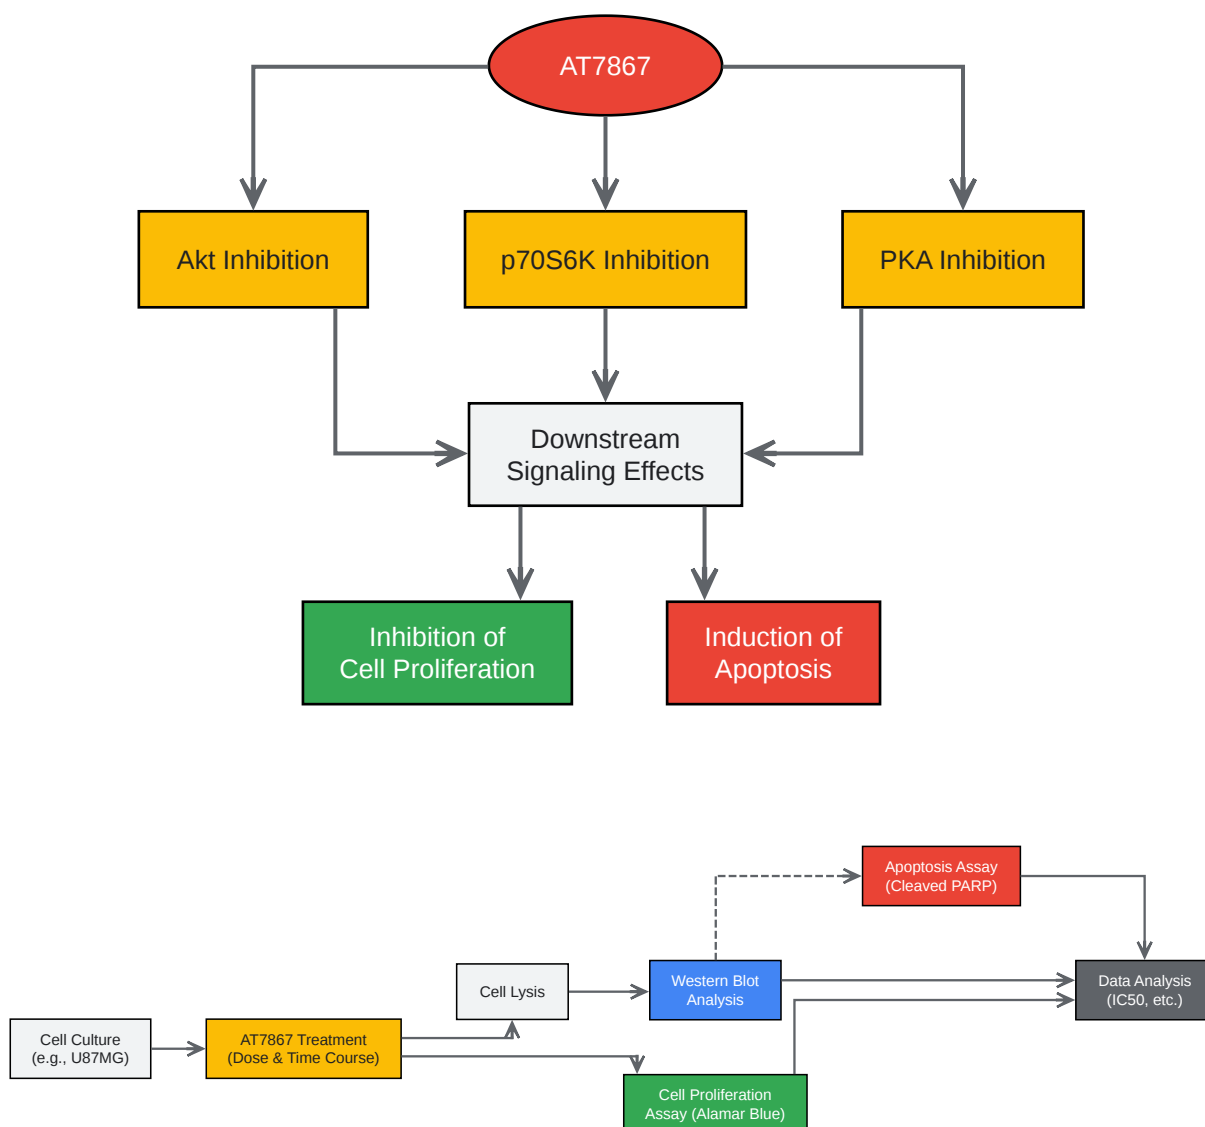 AT7867
Akt Inhibition
p70S6K Inhibition
PKA Inhibition
Downstream
Signaling Effects
Inhibition of
Cell Proliferation
Induction of
Apoptosis
Apoptosis Assay
(Cleaved PARP)
Cell Lysis
Western Blot
Analysis
Data Analysis
(IC50, etc.)
Cell Culture
(e.g., U87MG)
AT7867 Treatment
(Dose & Time Course)
Cell Proliferation
Assay (Alamar Blue)